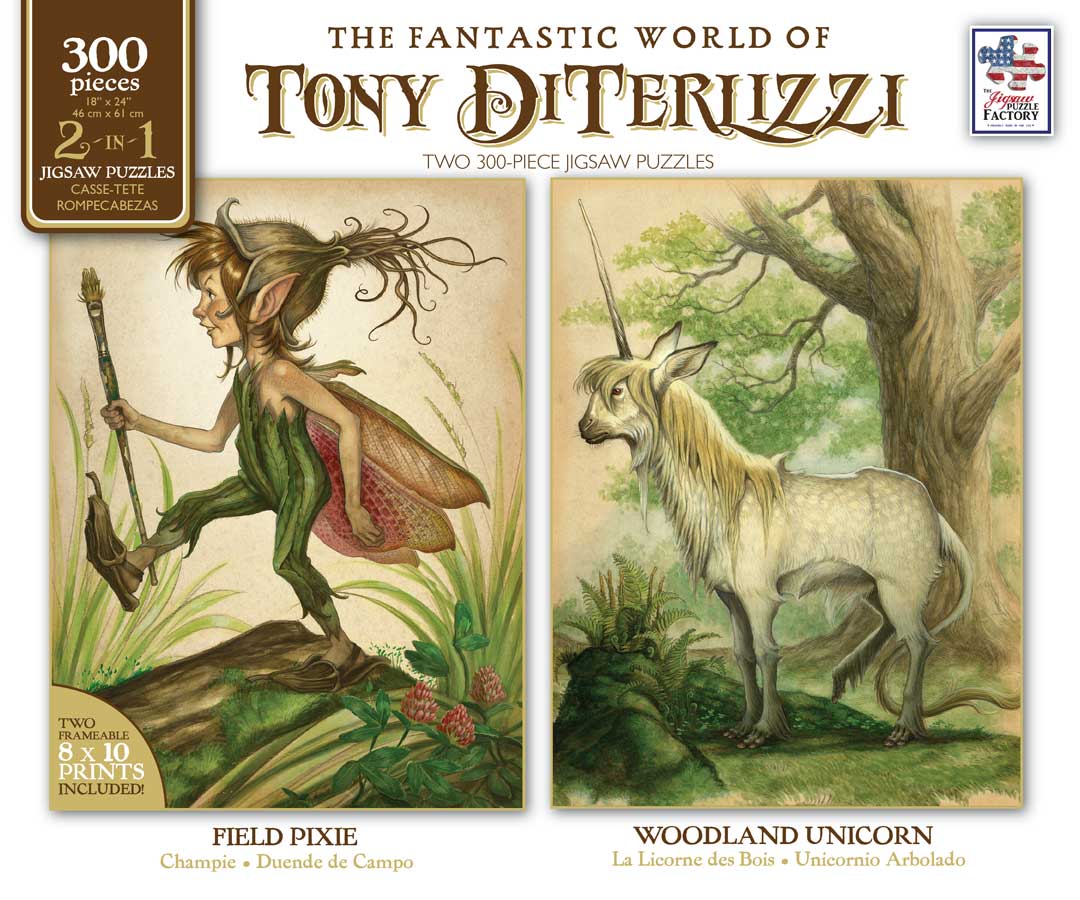 300
pieces
18" x 24"
46 cm x 61 cm
2-IN-1
JIGSAW PUZZLES
CASSE-TETE
ROMPECABEZAS
THE FANTASTIC WORLD OF
TONY DITERLIZZI
TWO 300-PIECE JIGSAW PUZZLES
THE
Jigsaw
PUZZLE
FACTORY
TWO
FRAMEABLE
8 X 10
PRINTS
INCLUDED!
FIELD PIXIE
Champie • Duende de Campo
WOODLAND UNICORN
La Licorne des Bois • Unicornio Arbolado